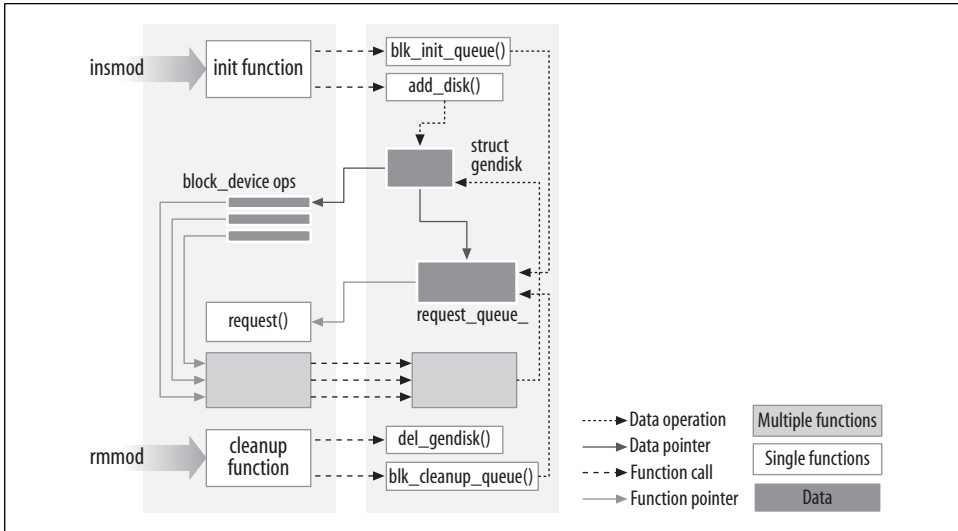 insmod
init function
blk_init_queue()
add_disk()
struct
gendisk
block_device ops
request_queue_
request()
rmmod
cleanup
function
del_gendisk()
blk_cleanup_queue()
Data operation
Data pointer
Function call
Function pointer
Multiple functions
Single functions
Data